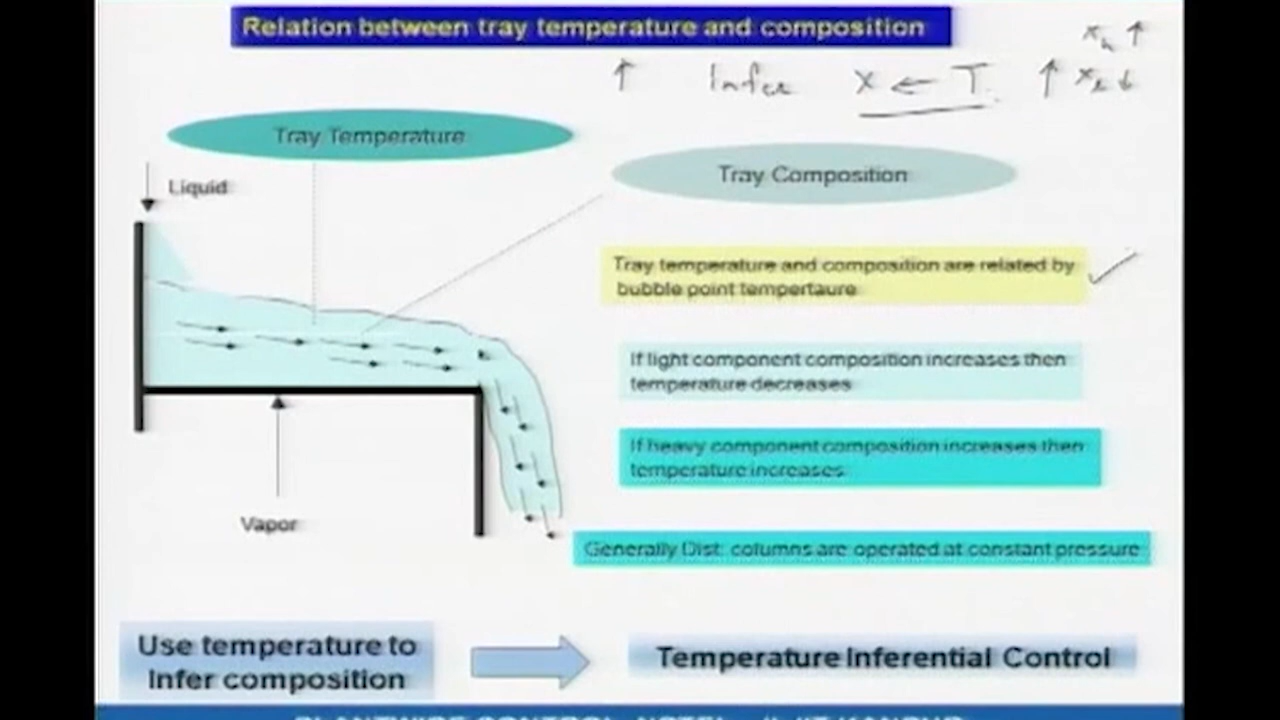 Relation between tray temperature and composition
xh ↑
↑ Infer X ← T ↑ xL ↓
Tray Temperature
Tray Composition
Liquid
Tray temperature and composition are related by
bubble point tempertaure
If light component composition increases then
temperature decreases
If heavy component composition increases then
temperature increases
Vapor
Generally Dist: columns are operated at constant pressure
Use temperature to
Infer composition
Temperature Inferential Control